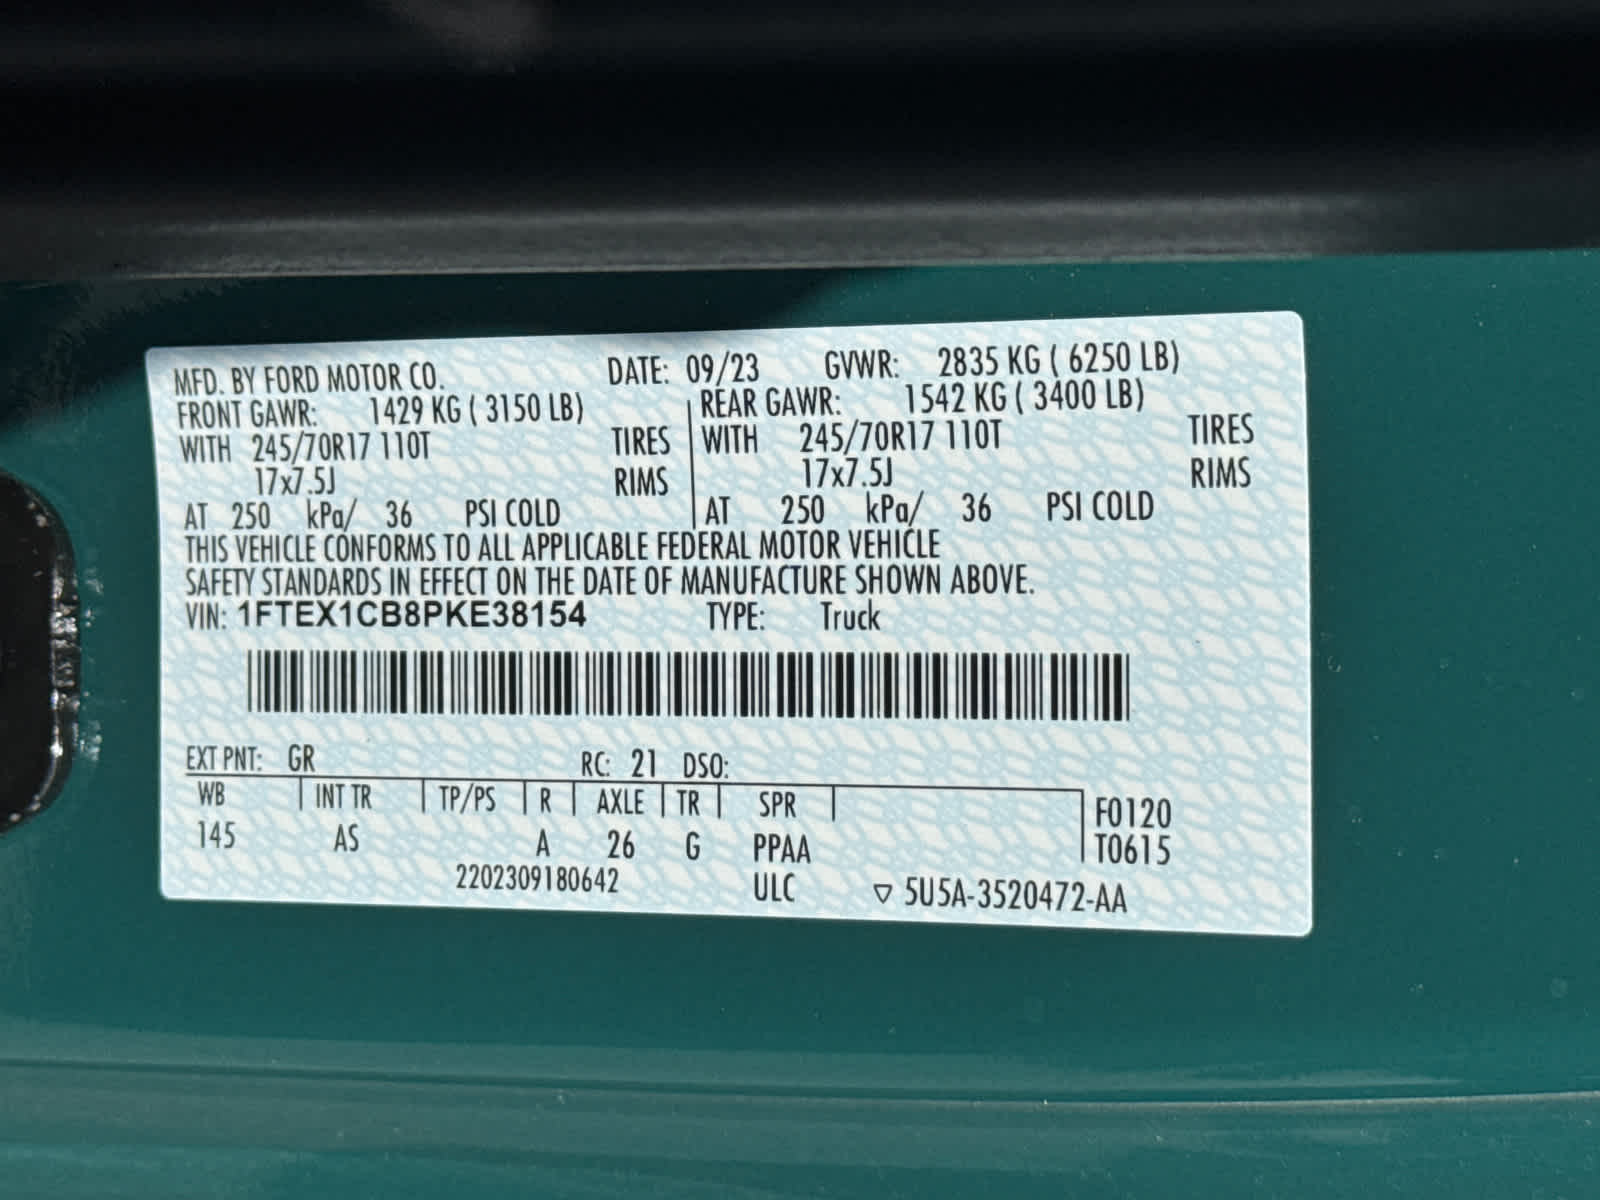 MFD. BY FORD MOTOR CO. DATE: 09/23 GVWR: 2835 KG ( 6250 LB)
FRONT GAWR: 1429 KG ( 3150 LB) REAR GAWR: 1542 KG ( 3400 LB)
WITH 245/70R17 110T TIRES WITH 245/70R17 110T TIRES
17x7.5J RIMS 17x7.5J RIMS
AT 250 kPa/ 36 PSI COLD AT 250 kPa/ 36 PSI COLD
THIS VEHICLE CONFORMS TO ALL APPLICABLE FEDERAL MOTOR VEHICLE
SAFETY STANDARDS IN EFFECT ON THE DATE OF MANUFACTURE SHOWN ABOVE.
VIN: 1FTEX1CB8PKE38154 TYPE: Truck
EXT PNT: GR RC: 21 DSO:
WB INT TR TP/PS R AXLE TR SPR F0120
145 AS A 26 G PPAA T0615
2202309180642 ULC ▽ 5U5A-3520472-AA